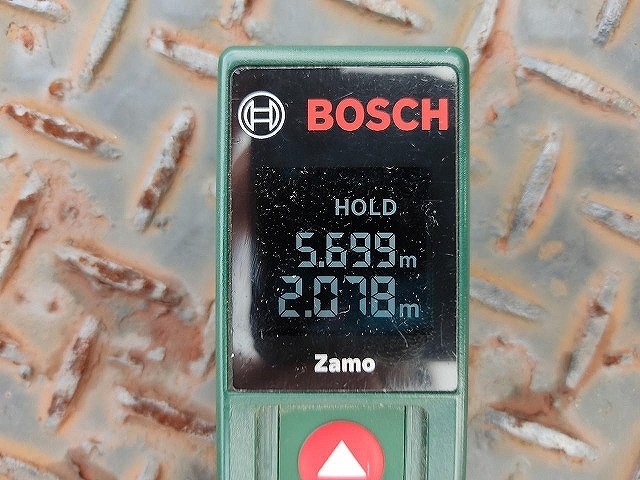 BOSCH
HOLD
5.699m
2.078m
Zamo